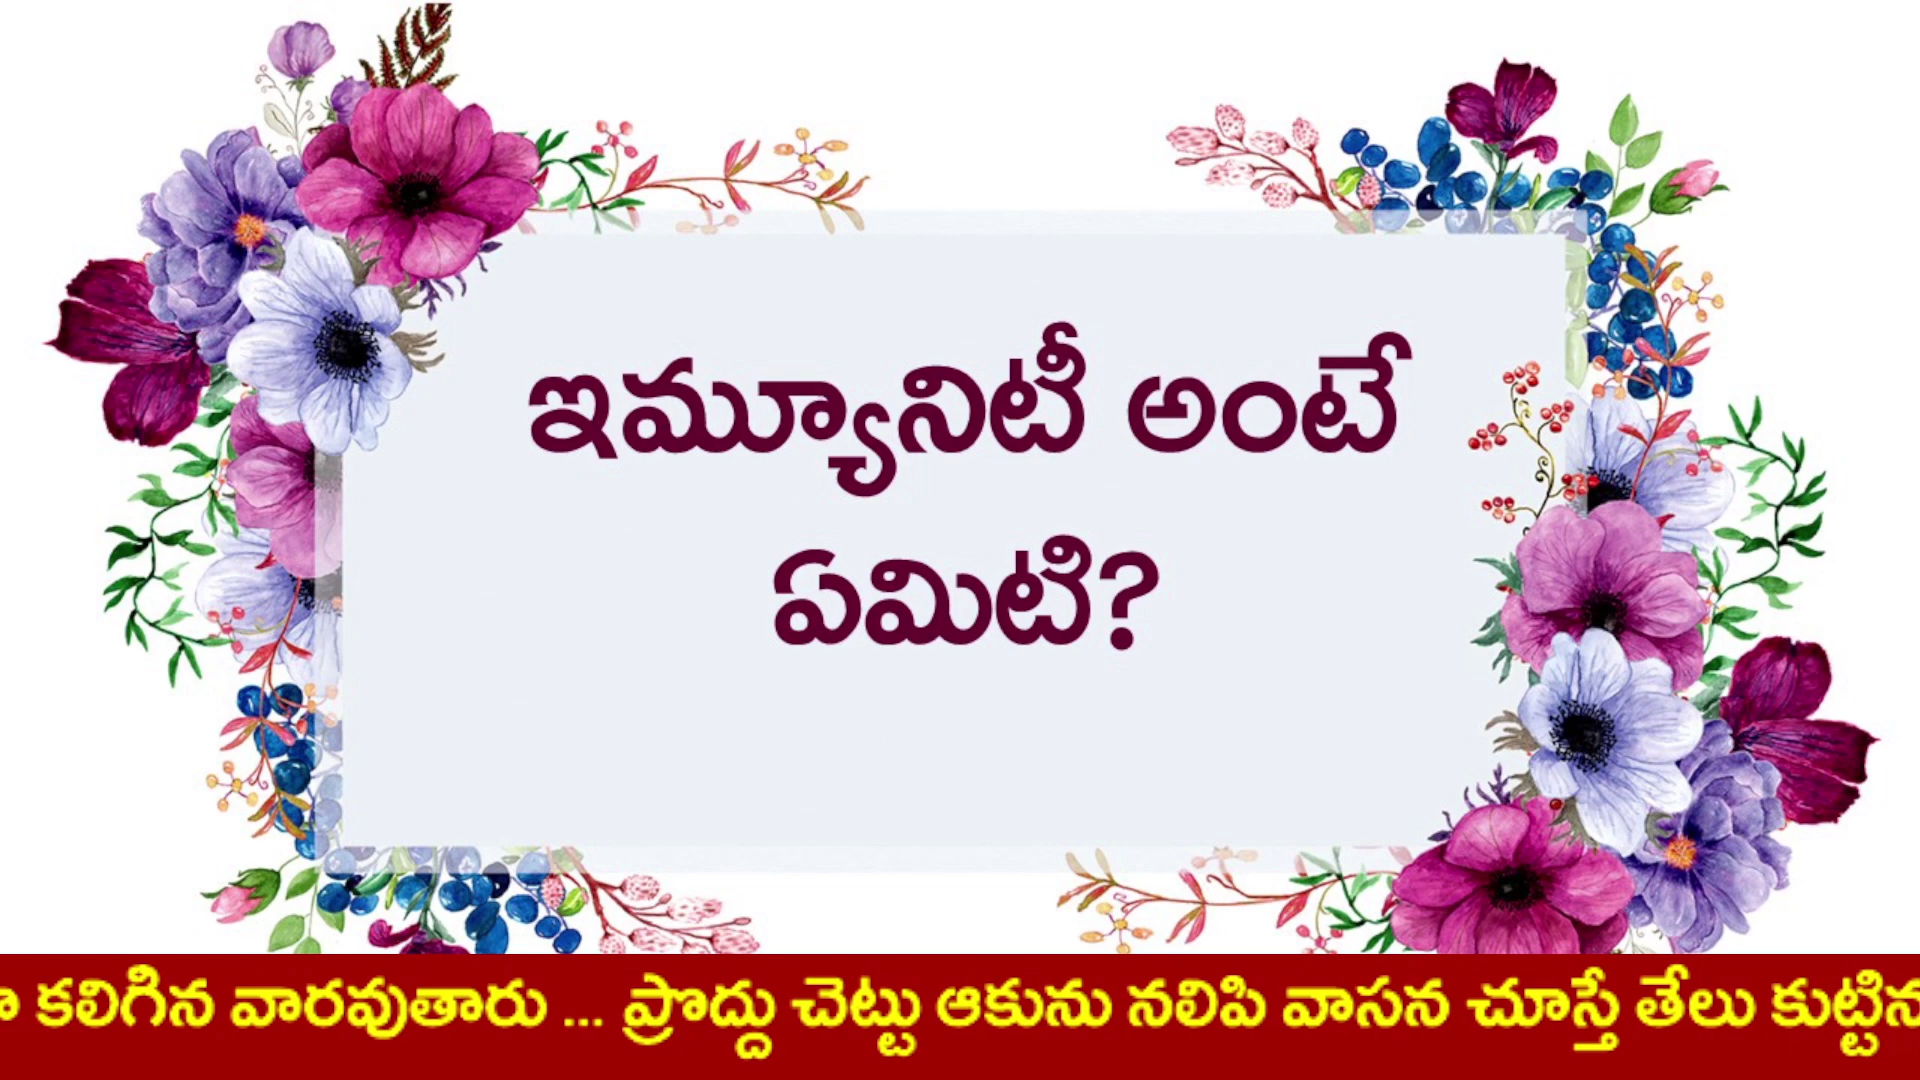 ఇమ్యూనిటీ అంటే
ఏమిటి?
కలిగిన వారవుతారు ... ప్రొద్దు చెట్టు ఆకును నలిపి వాసన చూస్తే తేలు